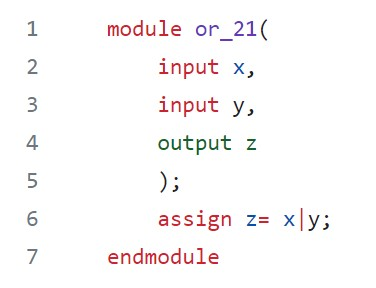 1 module or_21(
2 input x,
3 input y,
4 output z
5 );
6 assign z= x|y;
7 endmodule